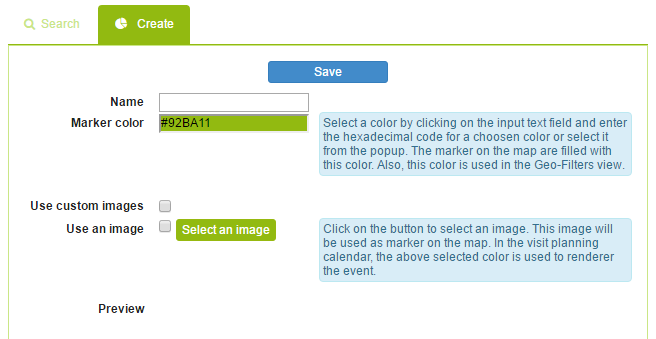 Search
Create
Save
Name
Marker color
#92BA11
Select a color by clicking on the input text field and enter
the hexadecimal code for a choosen color or select it
from the popup. The marker on the map are filled with
this color. Also, this color is used in the Geo-Filters view.
Use custom images
Use an image
Select an image
Click on the button to select an image. This image will
be used as marker on the map. In the visit planning
calendar, the above selected color is used to renderer
the event.
Preview